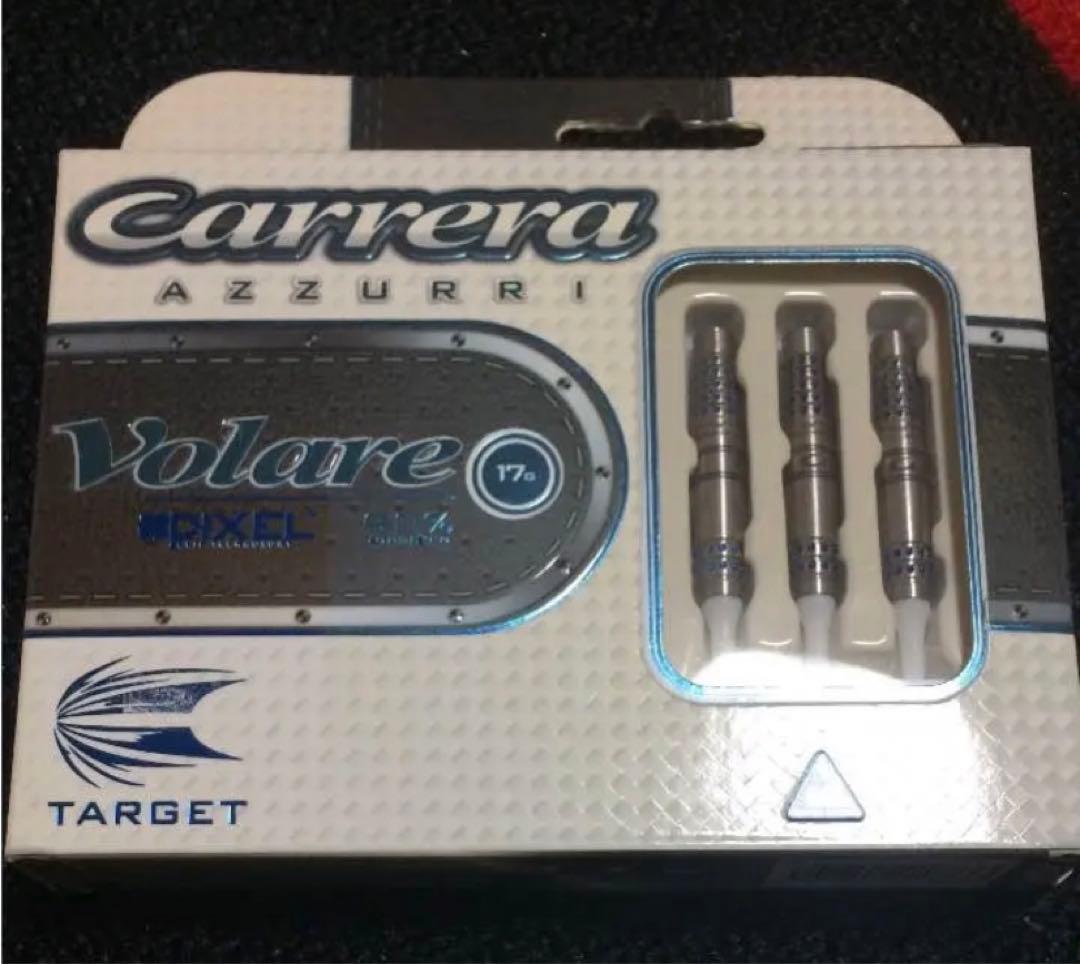 Carrera
AZZURRI
Volare
17G
PIXEL
TARGET